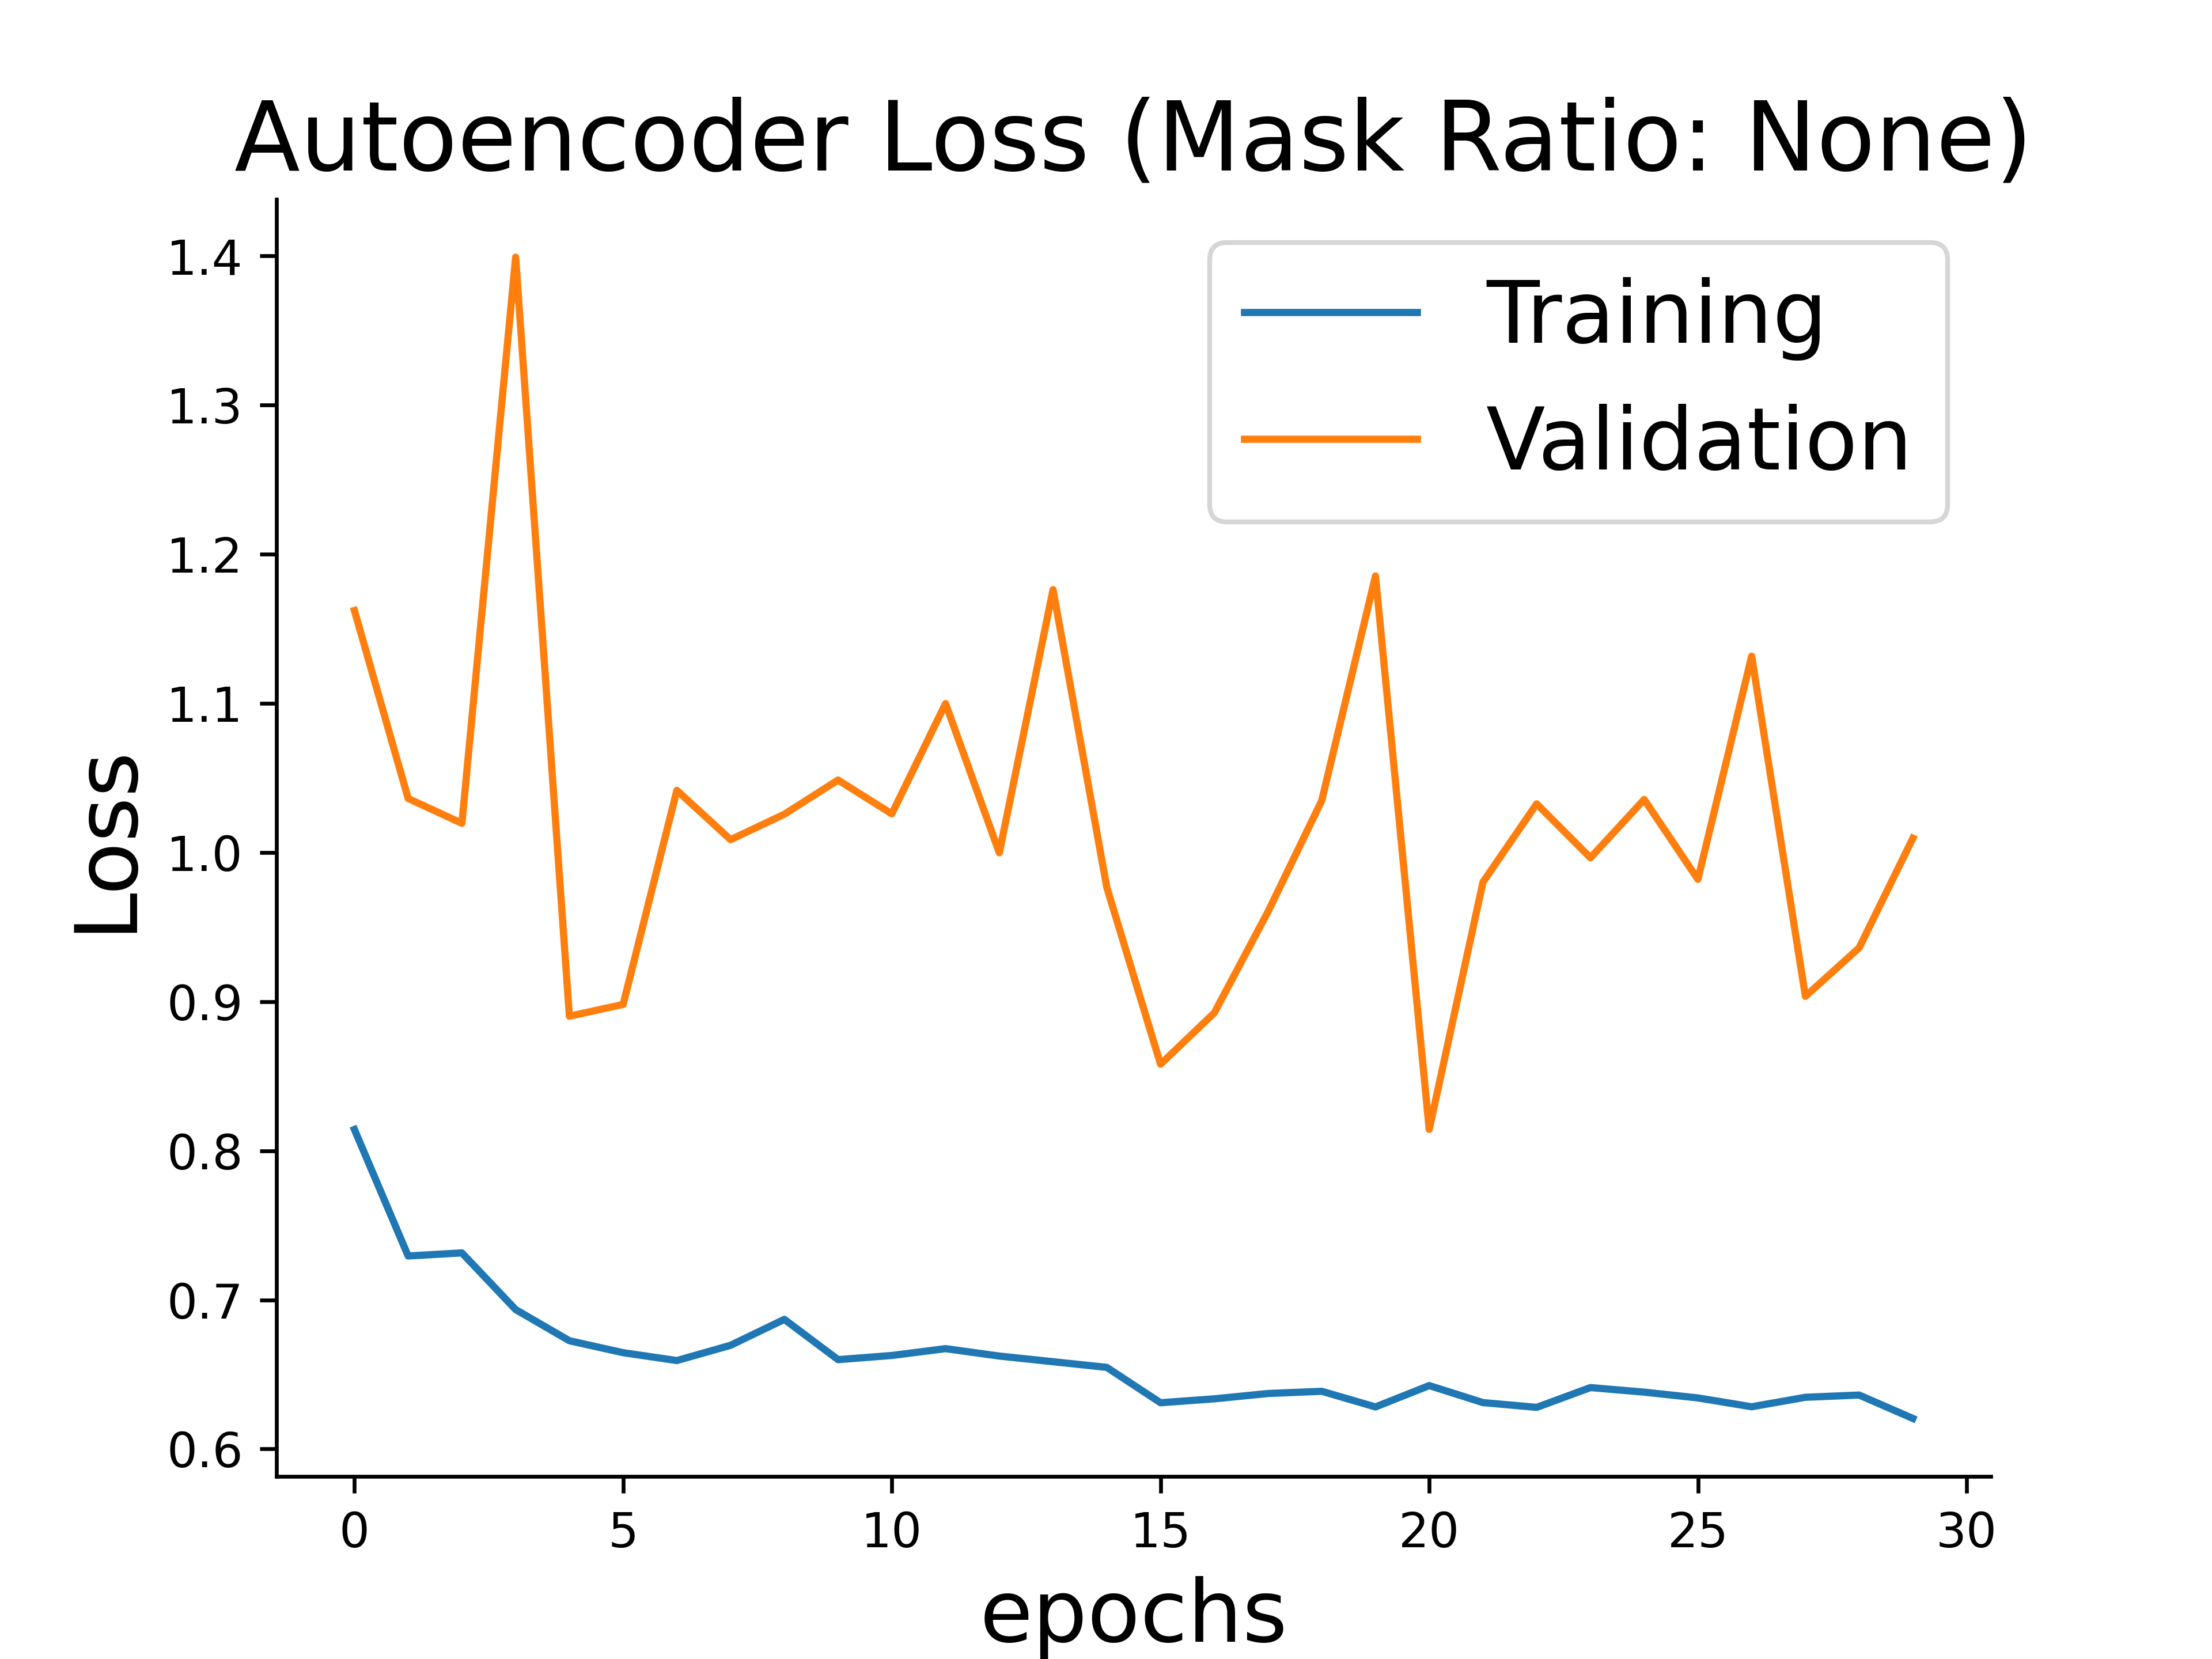 Autoencoder Loss (Mask Ratio: None)
Training
Validation
1.4
1.3
1.2
1.1
1.0
0.9
0.8
0.7
0.6
Loss
0 5 10 15 20 25 30
epochs